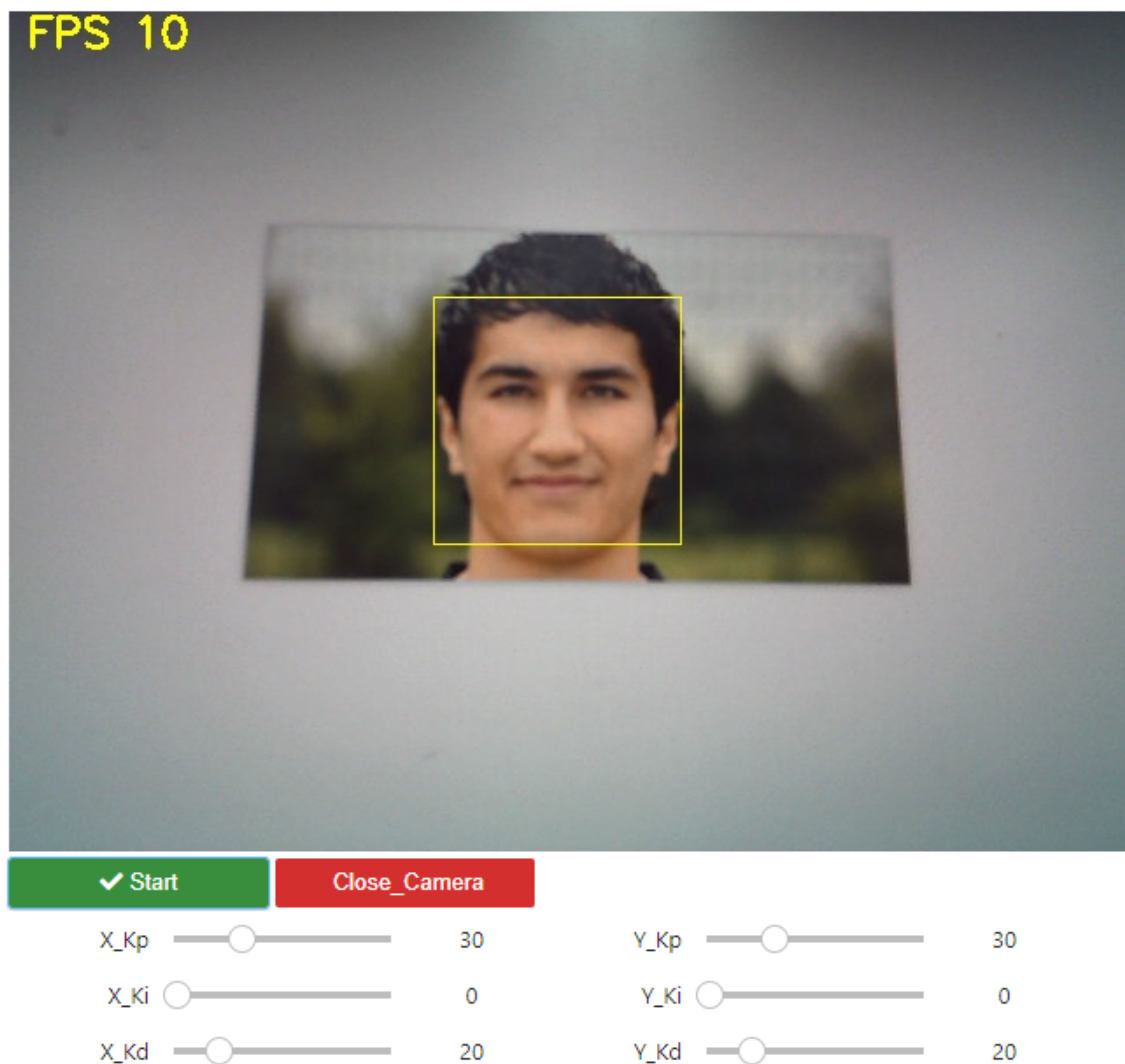 FPS 10
Start Close_Camera
X_Kp 30 Y_Kp 30
X_Ki 0 Y_Ki 0
X_Kd 20 Y_Kd 20